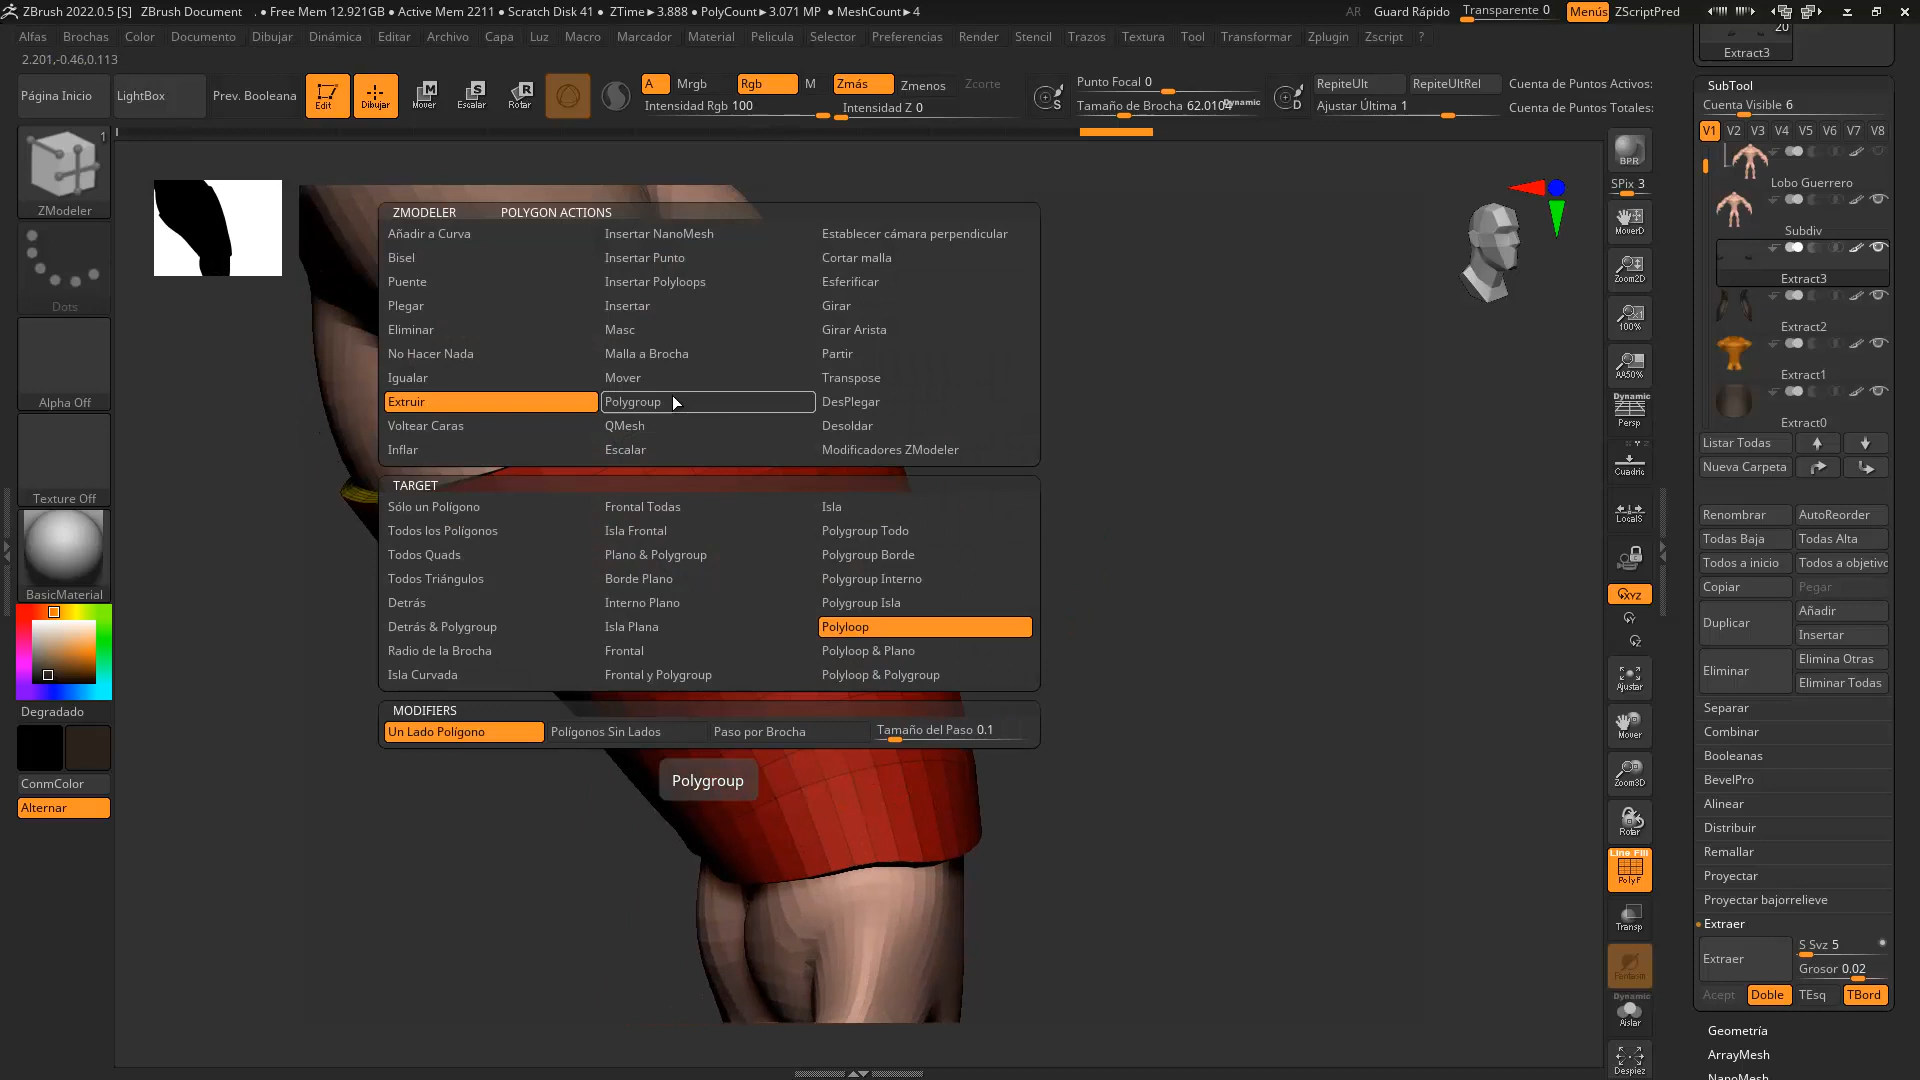 ZBrush 2022.0.5 [S] ZBrush Document . ● Free Mem 12.921GB ● Active Mem 2211 ● Scratch Disk 41 ● ZTime►3.888 ● PolyCount►3.071 MP ● MeshCount►4 AR Guard Rápido Transparente 0 Menús ZScriptPred
Alfas Brochas Color Documento Dibujar Dinámica Editar Archivo Capa Luz Macro Marcador Material Pelicula Selector Preferencias Render Stencil Trazos Textura Tool Transformar Zplugin Zscript ?
20
Extract3
2.201,-0.46,0.113
Página Inicio LightBox Prev. Booleana Edit Dibujar Mover Escalar Rotar
A Mrgb Rgb M Zmás Zmenos Zcorte
Intensidad Rgb 100 Intensidad Z 0
S Punto Focal 0
Tamaño de Brocha 62.0104 Dynamic
D RepiteUlt RepiteUltRel
Ajustar Última 1
Cuenta de Puntos Activos:
Cuenta de Puntos Totales:
1
ZModeler
Dots
Alpha Off
Texture Off
BasicMaterial
Degradado
ConmColor
Alternar
ZMODELER POLYGON ACTIONS
Añadir a Curva Insertar NanoMesh Establecer cámara perpendicular
Bisel Insertar Punto Cortar malla
Puente Insertar Polyloops Esferificar
Plegar Insertar Girar
Eliminar Masc Girar Arista
No Hacer Nada Malla a Brocha Partir
Igualar Mover Transpose
Extruir Polygroup DesPlegar
Voltear Caras QMesh Desoldar
Inflar Escalar Modificadores ZModeler
TARGET
Sólo un Polígono Frontal Todas Isla
Todos los Polígonos Isla Frontal Polygroup Todo
Todos Quads Plano & Polygroup Polygroup Borde
Todos Triángulos Borde Plano Polygroup Interno
Detrás Interno Plano Polygroup Isla
Detrás & Polygroup Isla Plana Polyloop
Radio de la Brocha Frontal Polyloop & Plano
Isla Curvada Frontal y Polygroup Polyloop & Polygroup
MODIFIERS
Un Lado Polígono Polígonos Sin Lados Paso por Brocha Tamaño del Paso 0.1
Polygroup
BPR
SPix 3
MoverD
Zoom2D
100%
AA50%
Dynamic
Persp
Cuadríc
LocalS
XYZ
Y
Z
Ajustar
Mover
Zoom3D
Rotar
Line Fill
PolyF
Transp
Dynamic
Aislar
Despiez
SubTool
Cuenta Visible 6
V1 V2 V3 V4 V5 V6 V7 V8
Lobo Guerrero
Subdiv
Extract3
Extract2
Extract1
Extract0
Listar Todas
Nueva Carpeta
Renombrar AutoReorder
Todas Baja Todas Alta
Todos a inicio Todos a objetivo
Copiar Pegar
Duplicar Añadir
Insertar
Eliminar Elimina Otras
Eliminar Todas
Separar
Combinar
Booleanas
BevelPro
Alinear
Distribuir
Remallar
Proyectar
Proyectar bajorrelieve
Extraer
Extraer S Svz 5
Grosor 0.02
Acept Doble TEsq TBord
Geometría
ArrayMesh
NanoMesh